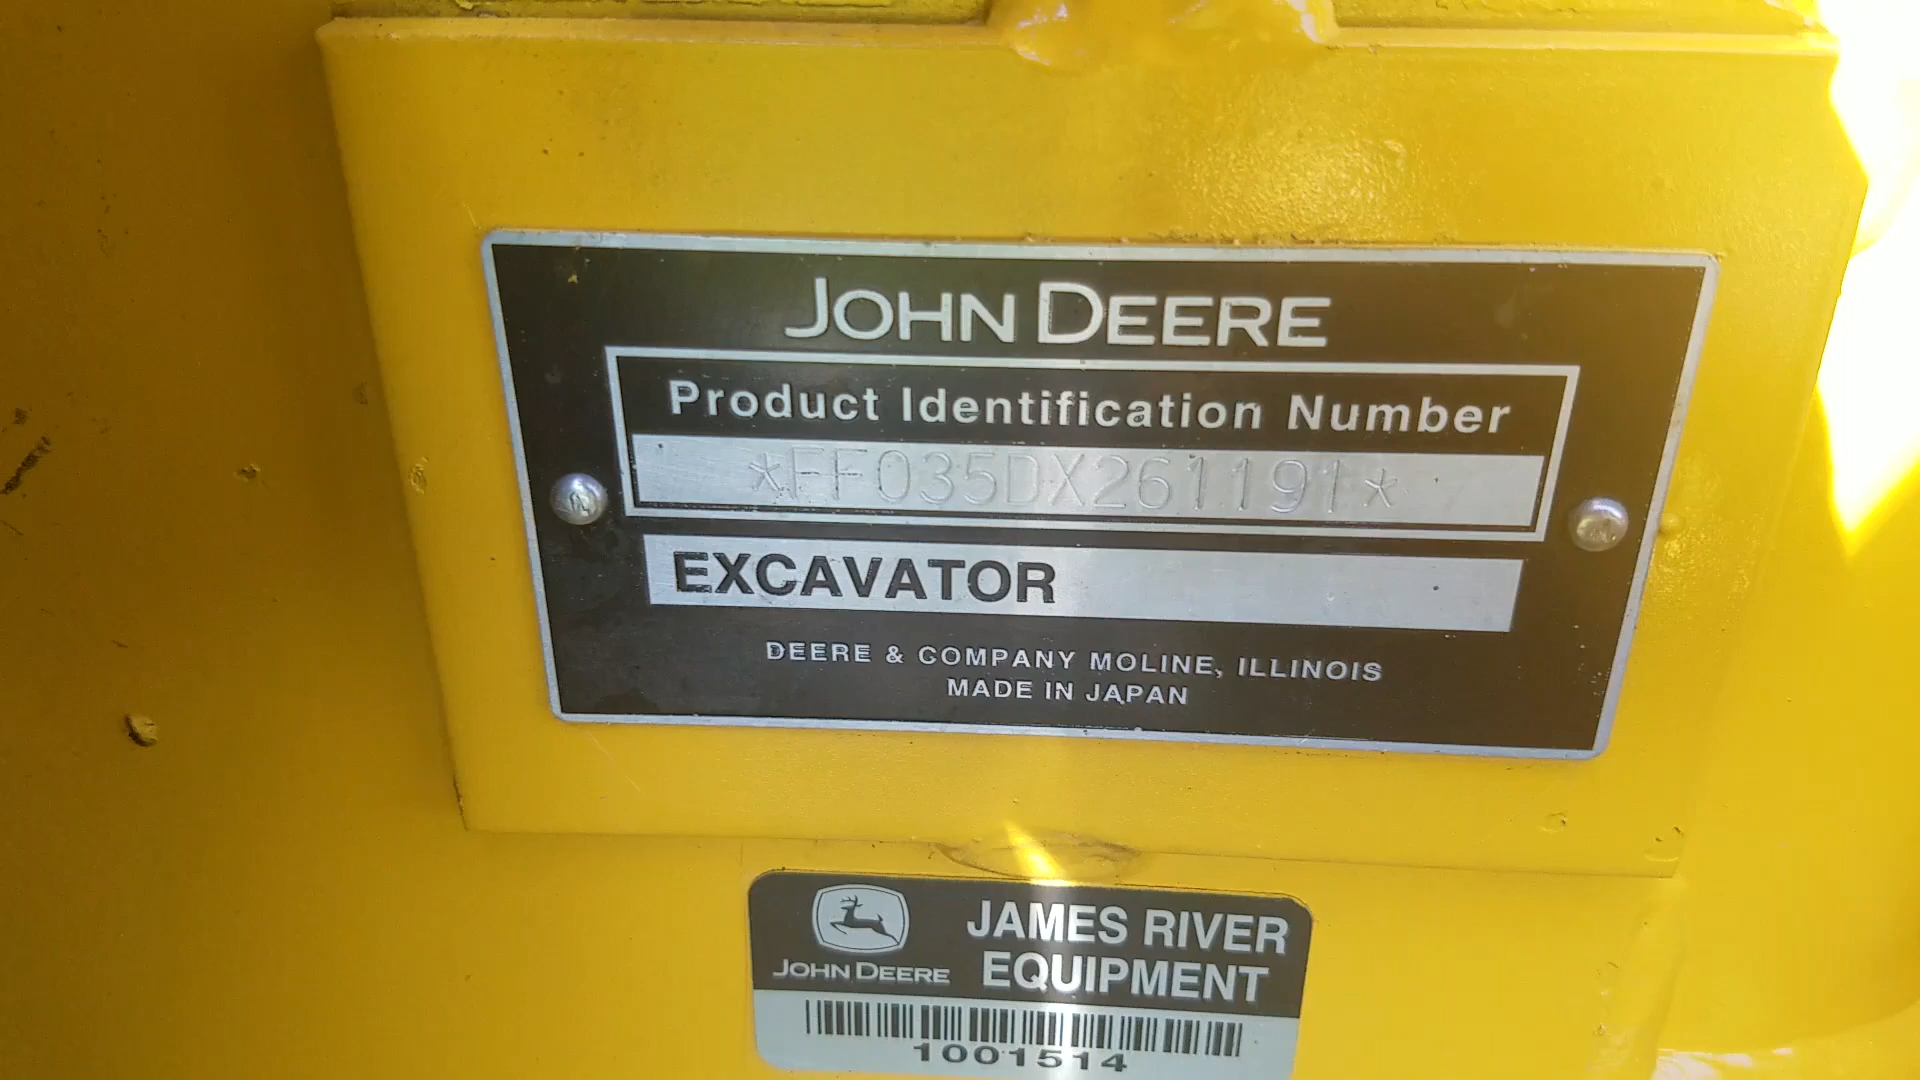 JOHN DEERE
Product Identification Number
*FF035DX261191*
EXCAVATOR
DEERE & COMPANY MOLINE, ILLINOIS
MADE IN JAPAN
JAMES RIVER
EQUIPMENT
JOHN DEERE
1001514